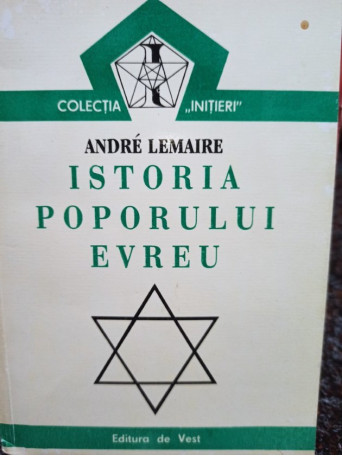 COLECȚIA „INIȚIERI"
ANDRÉ LEMAIRE
ISTORIA
POPORULUI
EVREU
Editura de Vest